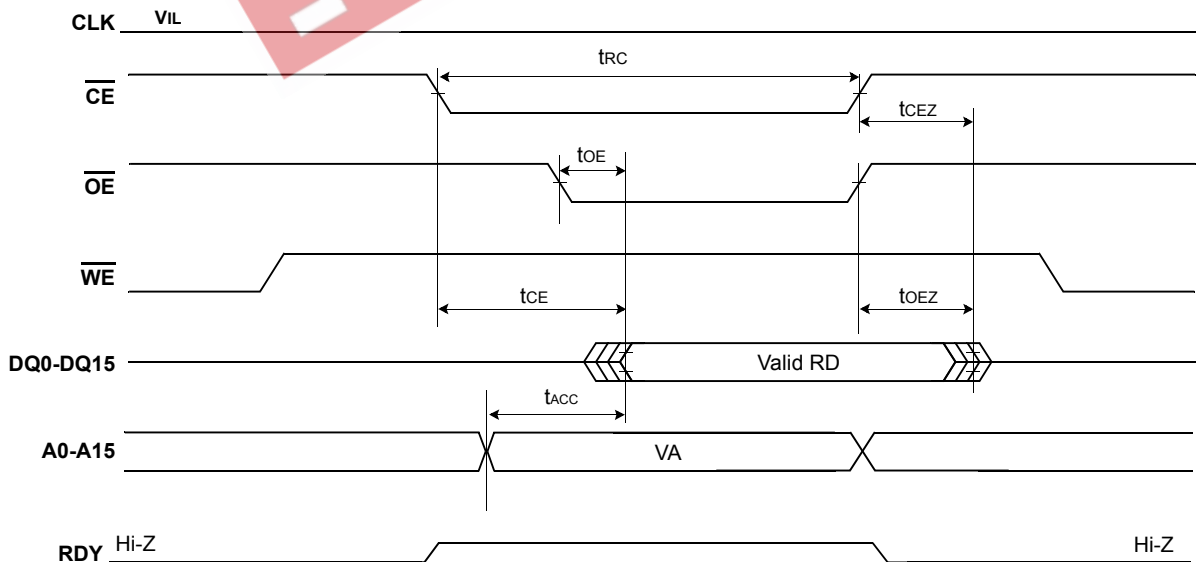 CLK VIL
tRC
CE
tCEZ
tOE
OE
WE
tCE tOEZ
DQ0-DQ15 Valid RD
tACC
A0-A15 VA
RDY Hi-Z Hi-Z